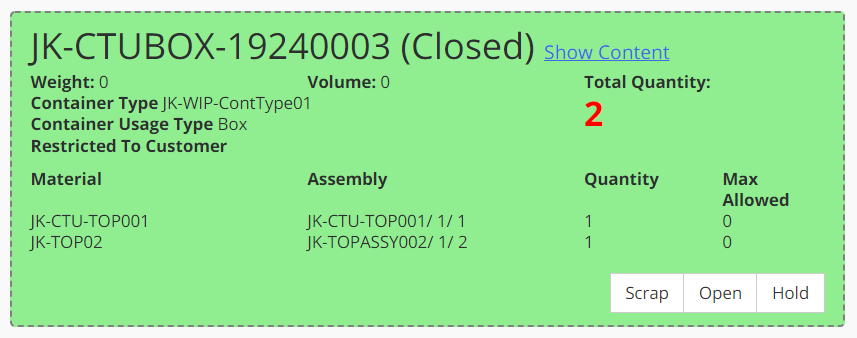 JK-CTUBOX-19240003 (Closed) Show Content
Weight: 0 Volume: 0 Total Quantity:
2
Container Type JK-WIP-ContType01
Container Usage Type Box
Restricted To Customer
Material Assembly Quantity Max Allowed
JK-CTU-TOP001 JK-CTU-TOP001/ 1/ 1 1 0
JK-TOP02 JK-TOPASSY002/ 1/ 2 1 0
Scrap Open Hold